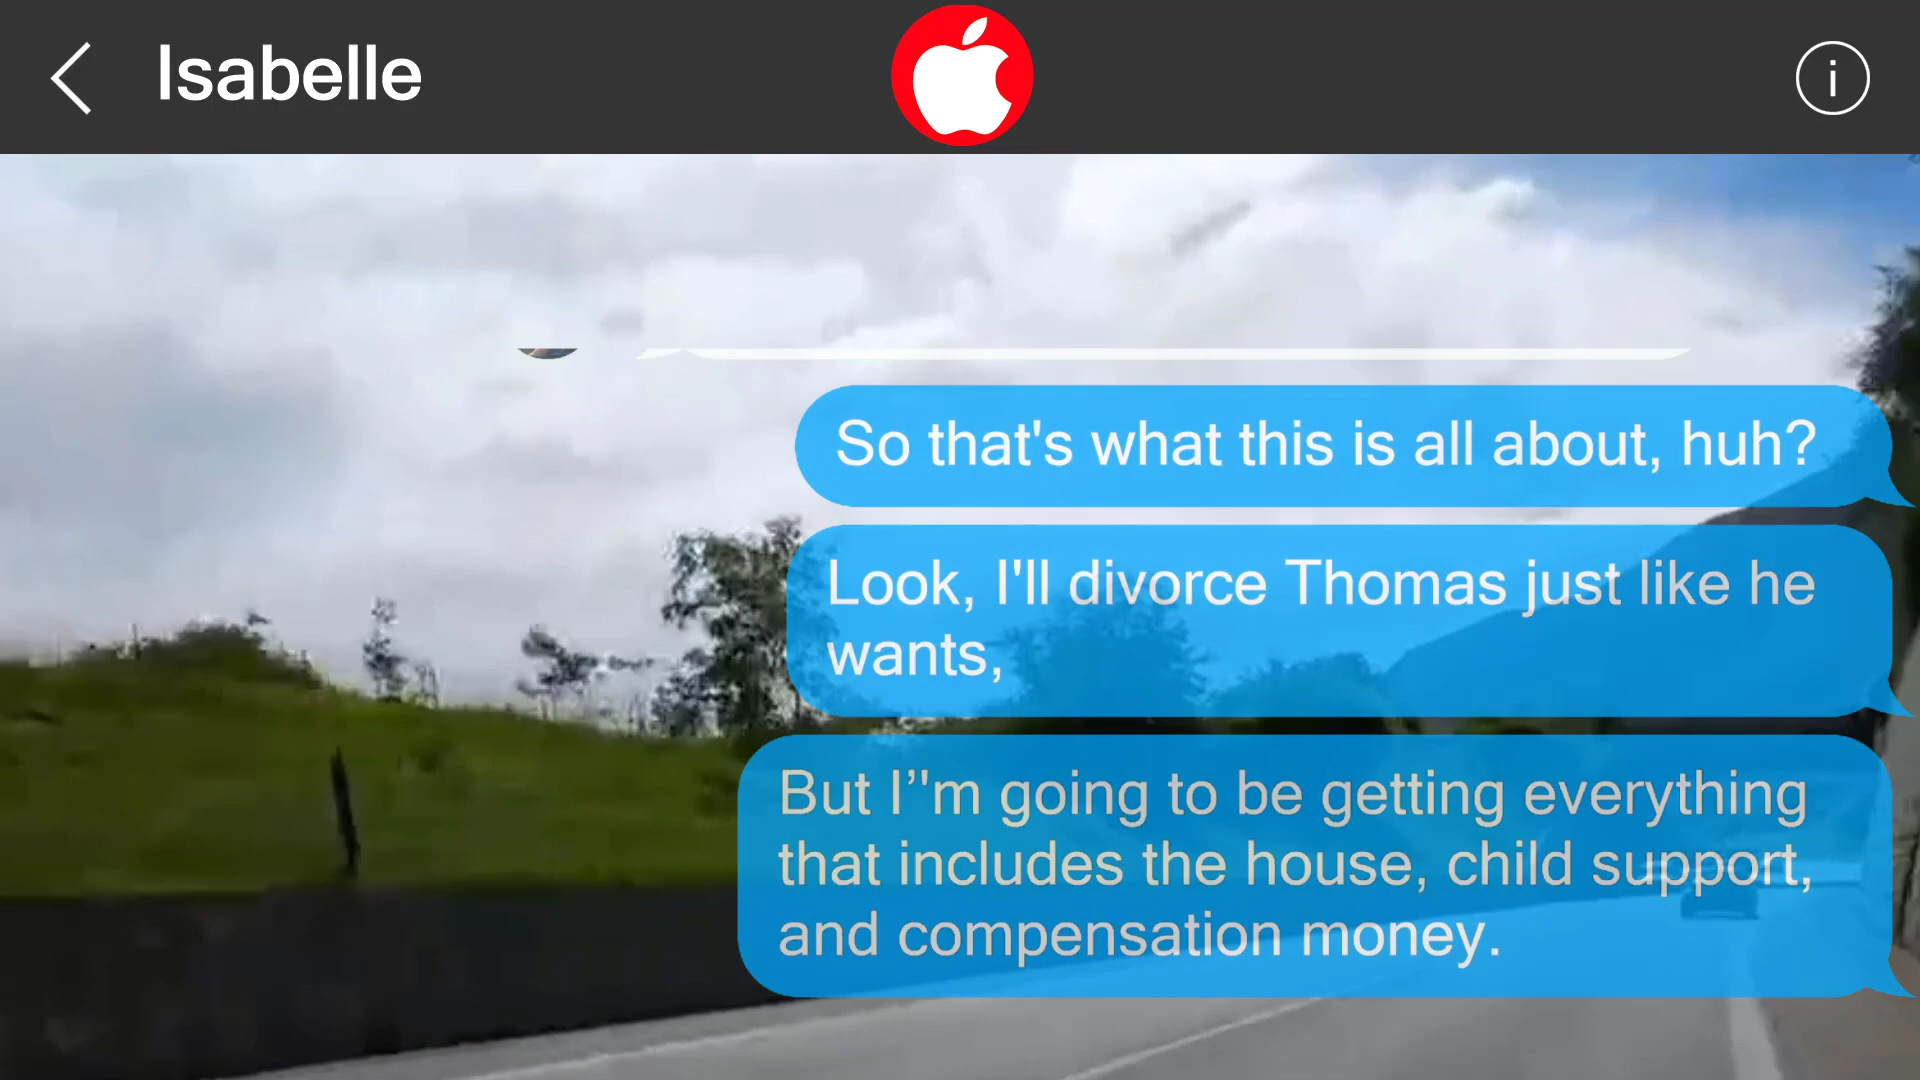 Isabelle
i
So that's what this is all about, huh?
Look, I'll divorce Thomas just like he
wants,
But I’'m going to be getting everything
that includes the house, child support,
and compensation money.